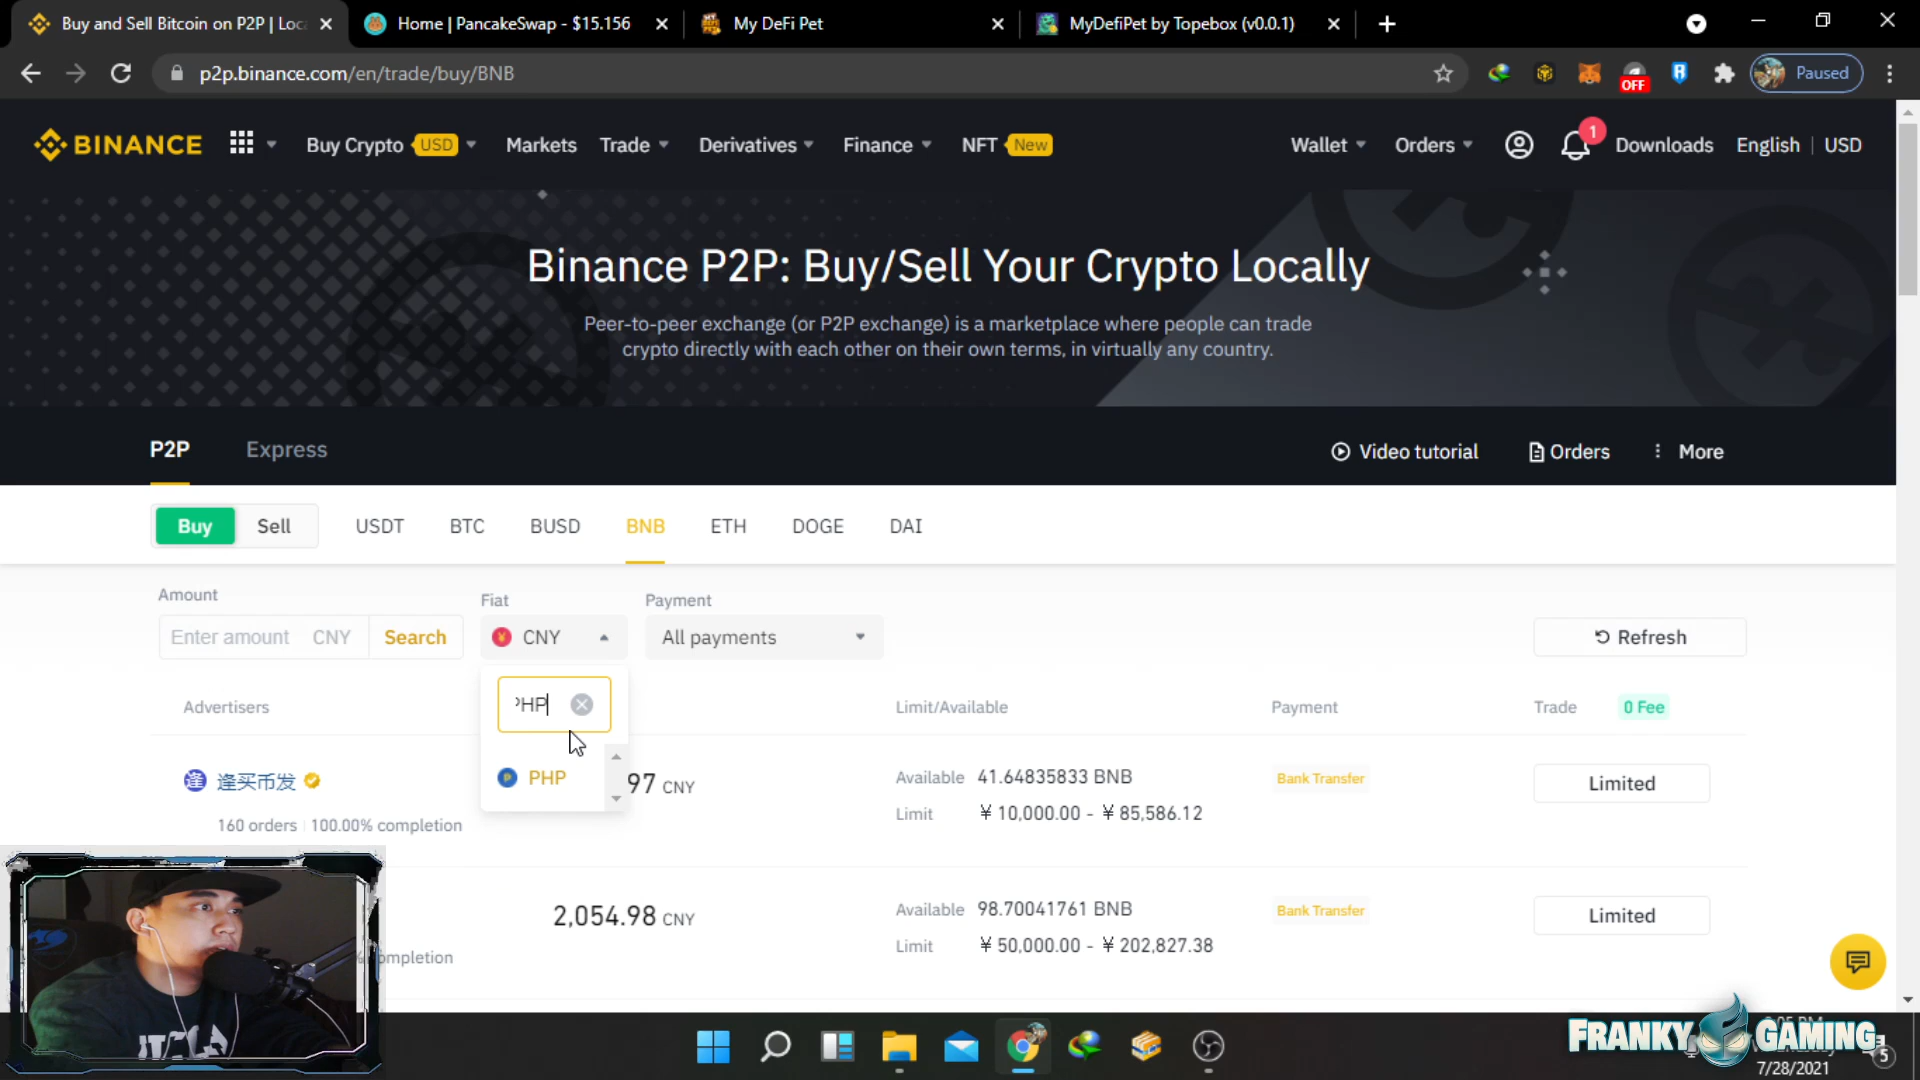 Buy and Sell Bitcoin on P2P | Loc
Home | PancakeSwap - $15.156
My DeFi Pet
MyDefiPet by Topebox (v0.0.1)
p2p.binance.com/en/trade/buy/BNB
OFF
Paused
BINANCE
Buy Crypto USD
Markets
Trade
Derivatives
Finance
NFT New
Wallet
Orders
1
Downloads
English | USD
Binance P2P: Buy/Sell Your Crypto Locally
Peer-to-peer exchange (or P2P exchange) is a marketplace where people can trade
crypto directly with each other on their own terms, in virtually any country.
P2P
Express
Video tutorial
Orders
More
Buy
Sell
USDT
BTC
BUSD
BNB
ETH
DOGE
DAI
Amount
Fiat
Payment
Enter amount CNY
Search
CNY
All payments
Refresh
PHP
PHP
Advertisers
Limit/Available
Payment
Trade
0 Fee
逢
逢买币发
97 CNY
Available 41.64835833 BNB
Bank Transfer
Limited
Limit ¥ 10,000.00 - ¥ 85,586.12
160 orders | 100.00% completion
2,054.98 CNY
Available 98.70041761 BNB
Bank Transfer
Limited
Limit ¥ 50,000.00 - ¥ 202,827.38
FRANKY GAMING
7/28/2021
5